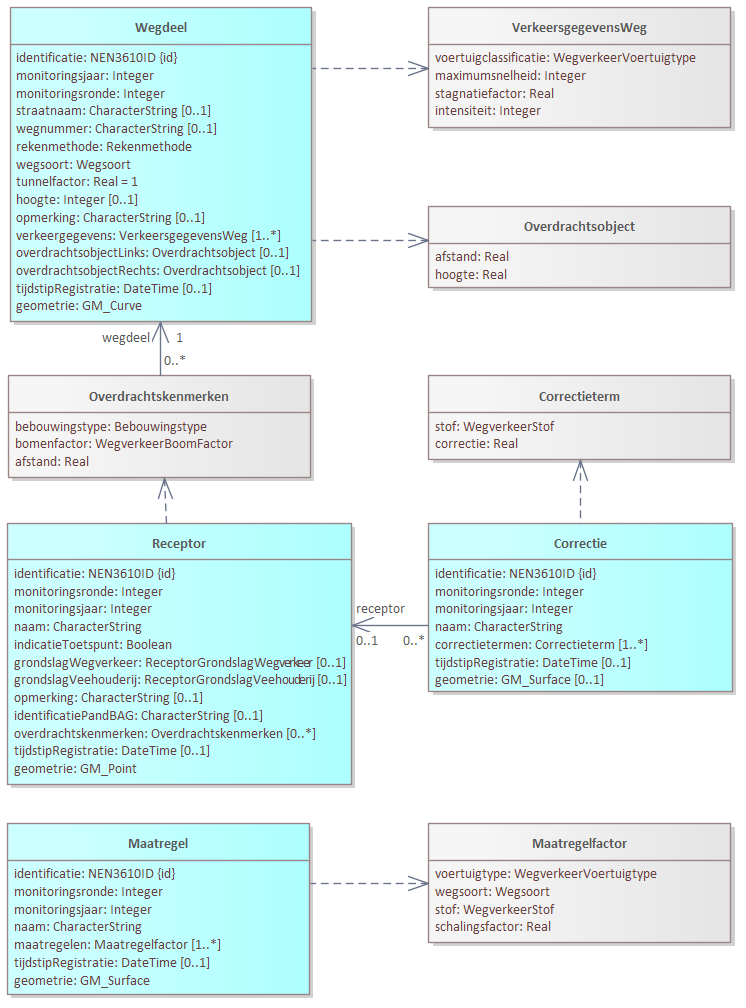 Wegdeel
identificatie: NEN3610ID {id}
monitoringsjaar: Integer
monitoringsronde: Integer
straatnaam: CharacterString [0..1]
wegnummer: CharacterString [0..1]
rekenmethode: Rekenmethode
wegsoort: Wegsoort
tunnelfactor: Real = 1
hoogte: Integer [0..1]
opmerking: CharacterString [0..1]
verkeergegevens: VerkeersgegevensWeg [1..*]
overdrachtsobjectLinks: Overdrachtsobject [0..1]
overdrachtsobjectRechts: Overdrachtsobject [0..1]
tijdstipRegistratie: DateTime [0..1]
geometrie: GM_Curve
VerkeersgegevensWeg
voertuigclassificatie: WegverkeerVoertuigtype
maximumsnelheid: Integer
stagnatiefactor: Real
intensiteit: Integer
Overdrachtsobject
afstand: Real
hoogte: Real
wegdeel 1
0..*
Overdrachtskenmerken
bebouwingstype: Bebouwingstype
bomenfactor: WegverkeerBoomFactor
afstand: Real
Correctieterm
stof: WegverkeerStof
correctie: Real
Receptor
identificatie: NEN3610ID {id}
monitoringsronde: Integer
monitoringsjaar: Integer
naam: CharacterString
indicatieToetspunt: Boolean
grondslagWegverkeer: ReceptorGrondslagWegverkeer [0..1]
grondslagVeehouderij: ReceptorGrondslagVeehouderij [0..1]
opmerking: CharacterString [0..1]
identificatiePandBAG: CharacterString [0..1]
overdrachtskenmerken: Overdrachtskenmerken [0..*]
tijdstipRegistratie: DateTime [0..1]
geometrie: GM_Point
receptor
0..1 0..*
Correctie
identificatie: NEN3610ID {id}
monitoringsronde: Integer
monitoringsjaar: Integer
naam: CharacterString
correctietermen: Correctieterm [1..*]
tijdstipRegistratie: DateTime [0..1]
geometrie: GM_Surface [0..1]
Maatregel
identificatie: NEN3610ID {id}
monitoringsronde: Integer
monitoringsjaar: Integer
naam: CharacterString
maatregelen: Maatregelfactor [1..*]
tijdstipRegistratie: DateTime [0..1]
geometrie: GM_Surface
Maatregelfactor
voertuigtype: WegverkeerVoertuigtype
wegsoort: Wegsoort
stof: WegverkeerStof
schalingsfactor: Real